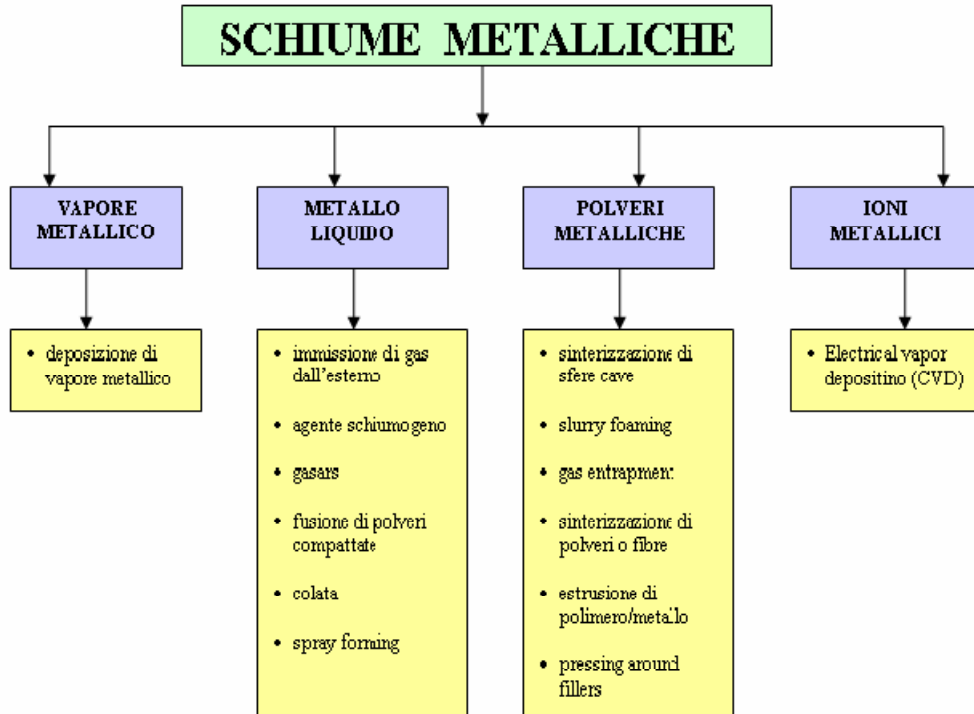 SCHIUME METALLICHE
VAPORE
METALLICO
METALLO
LIQUIDO
POLVERI
METALLICHE
IONI
METALLICI
• deposizione di
vapore metallico
• immissione di gas
dall'esterno
• agente schiumogeno
• gasars
• fusione di polveri
compattate
• colata
• spray forming
• sinterizzazione di
sfere cave
• slurry foaming
• gas entrapment
• sinterizzazione di
polveri o fibre
• estrusione di
polimero/metallo
• pressing around
fillers
• Electrical vapor
depositino (CVD)